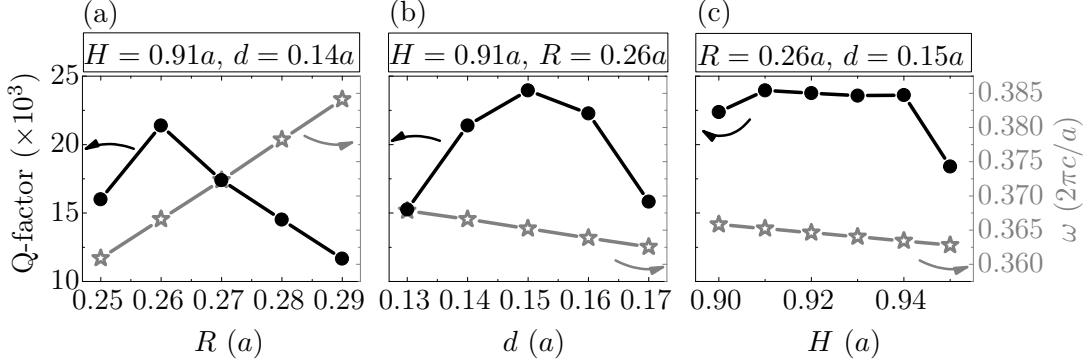 (a) (b) (c)
H = 0.91a, d = 0.14a
H = 0.91a, R = 0.26a
R = 0.26a, d = 0.15a
Q-factor (×10³)
25
20
15
10
0.25 0.26 0.27 0.28 0.29
R (a)
0.13 0.14 0.15 0.16 0.17
d (a)
0.90 0.92 0.94
H (a)
0.385
0.380
0.375
0.370
0.365
0.360
ω (2πc/a)